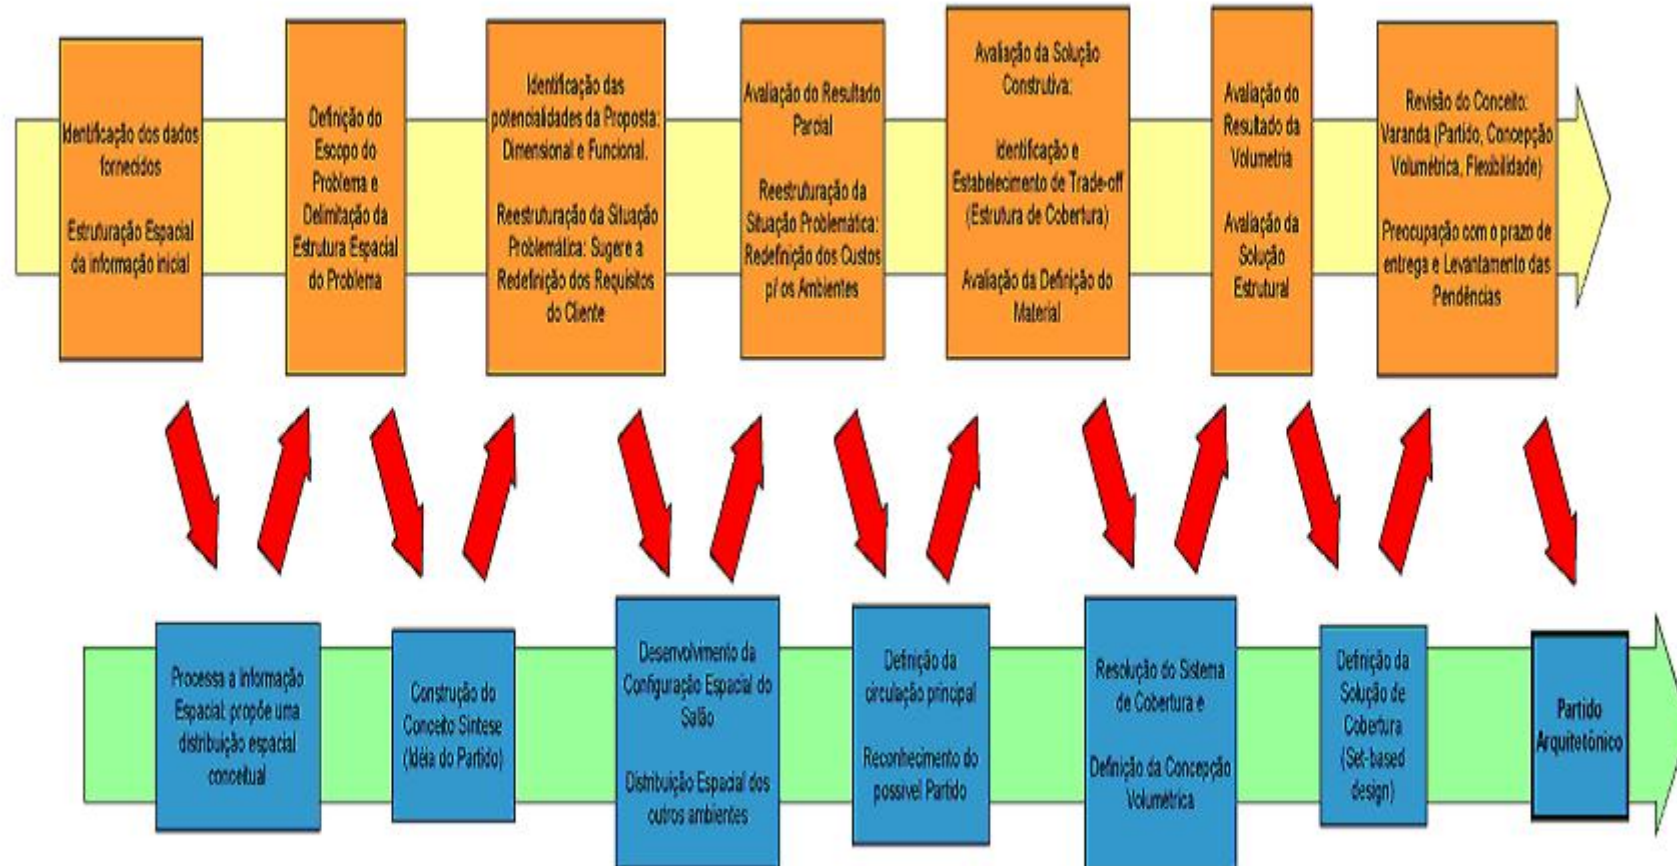 Identificação dos dados
fornecidos
Estruturação Espacial
da informação inicial
Definição do
Escopo do
Problema e
Delimitação da
Estrutura Espacial
do Problema
Identificação das
potencialidades da Proposta:
Dimensional e Funcional.
Reestruturação da Situação
Problemática: Sugere a
Redefinição dos Requisitos
do Cliente
Avaliação do Resultado
Parcial
Reestruturação da
Situação Problemática:
Redefinição dos Custos
p/ os Ambientes
Avaliação da Solução
Construtiva:
Identificação e
Estabelecimento de Trade-off
(Estrutura de Cobertura)
Avaliação da Definição do
Material
Avaliação do
Resultado da
Volumetria
Avaliação da
Solução
Estrutural
Revisão do Conceito:
Varanda (Partido, Concepção
Volumétrica, Flexibilidade)
Preocupação com o prazo de
entrega e Levantamento das
Pendências
Processa a Informação
Espacial: propõe uma
distribuição espacial
conceitual
Construção do
Conceito Síntese
(Idéia do Partido)
Desenvolvimento da
Configuração Espacial do
Salão
Distribuição Espacial dos
outros ambientes
Definição da
circulação principal
Reconhecimento do
possível Partido
Resolução do Sistema
de Cobertura e
Definição da Concepção
Volumétrica
Definição da
Solução de
Cobertura
(Set-based
design)
Partido
Arquitetônico